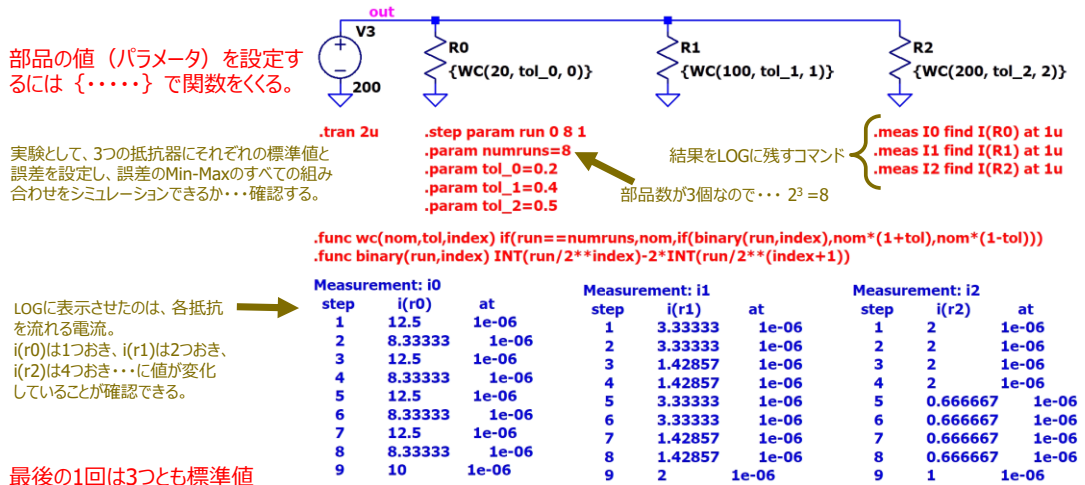 out
V3
200
R0
{WC(20, tol_0, 0)}
R1
{WC(100, tol_1, 1)}
R2
{WC(200, tol_2, 2)}
部品の値（パラメータ）を設定す
るには｛・・・・・｝で関数をくくる。
実験として、3つの抵抗器にそれぞれの標準値と
誤差を設定し、誤差のMin-Maxのすべての組み
合わせをシミュレーションできるか・・・確認する。
.tran 2u
.step param run 0 8 1
.param numruns=8
.param tol_0=0.2
.param tol_1=0.4
.param tol_2=0.5
部品数が3個なので・・・ 2³ =8
結果をLOGに残すコマンド
.meas I0 find I(R0) at 1u
.meas I1 find I(R1) at 1u
.meas I2 find I(R2) at 1u
.func wc(nom,tol,index) if(run==numruns,nom,if(binary(run,index),nom*(1+tol),nom*(1-tol)))
.func binary(run,index) INT(run/2**index)-2*INT(run/2**(index+1))
LOGに表示させたのは、各抵抗
を流れる電流。
i(r0)は1つおき、i(r1)は2つおき、
i(r2)は4つおき・・・に値が変化
していることが確認できる。
最後の1回は3つとも標準値
Measurement: i0
step i(r0) at
1 12.5 1e-06
2 8.33333 1e-06
3 12.5 1e-06
4 8.33333 1e-06
5 12.5 1e-06
6 8.33333 1e-06
7 12.5 1e-06
8 8.33333 1e-06
9 10 1e-06
Measurement: i1
step i(r1) at
1 3.33333 1e-06
2 3.33333 1e-06
3 1.42857 1e-06
4 1.42857 1e-06
5 3.33333 1e-06
6 3.33333 1e-06
7 1.42857 1e-06
8 1.42857 1e-06
9 2 1e-06
Measurement: i2
step i(r2) at
1 2 1e-06
2 2 1e-06
3 2 1e-06
4 2 1e-06
5 0.666667 1e-06
6 0.666667 1e-06
7 0.666667 1e-06
8 0.666667 1e-06
9 1 1e-06